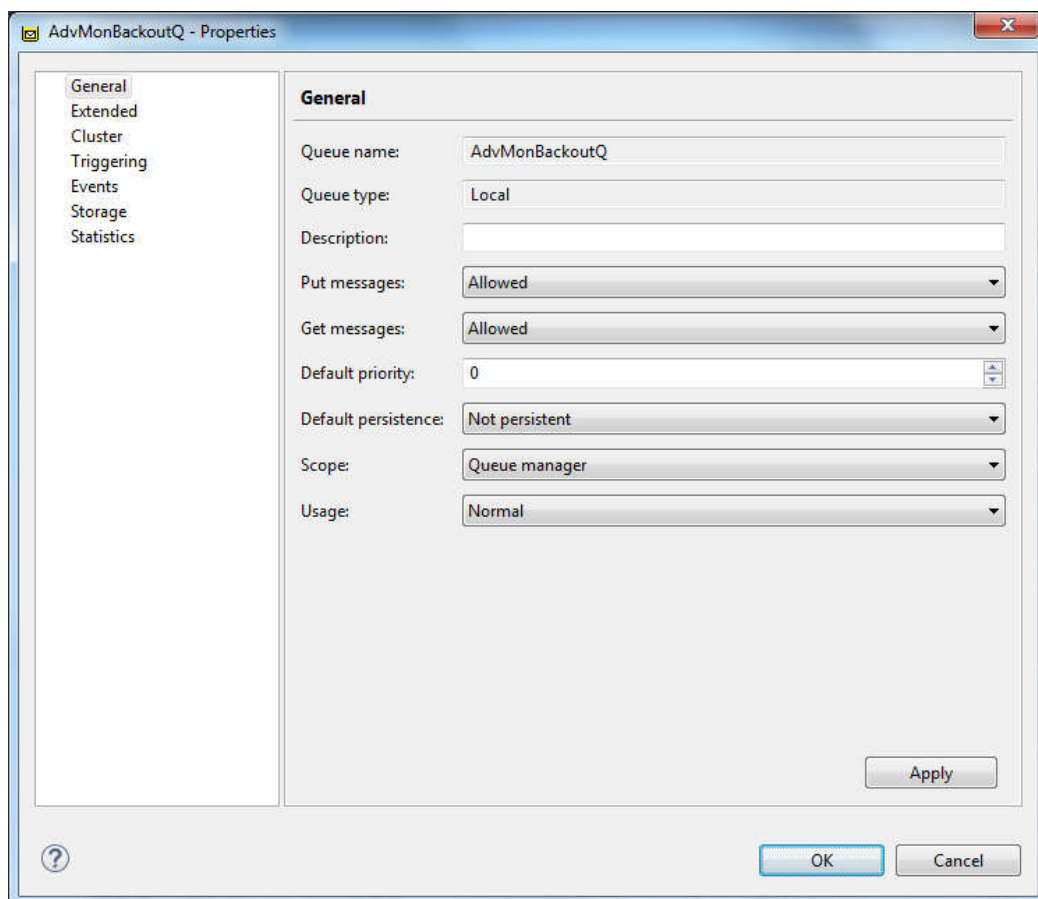 AdvMonBackoutQ - Properties
General
Extended
Cluster
Triggering
Events
Storage
Statistics
General
Queue name: AdvMonBackoutQ
Queue type: Local
Description:
Put messages: Allowed
Get messages: Allowed
Default priority: 0
Default persistence: Not persistent
Scope: Queue manager
Usage: Normal
Apply
?
OK Cancel